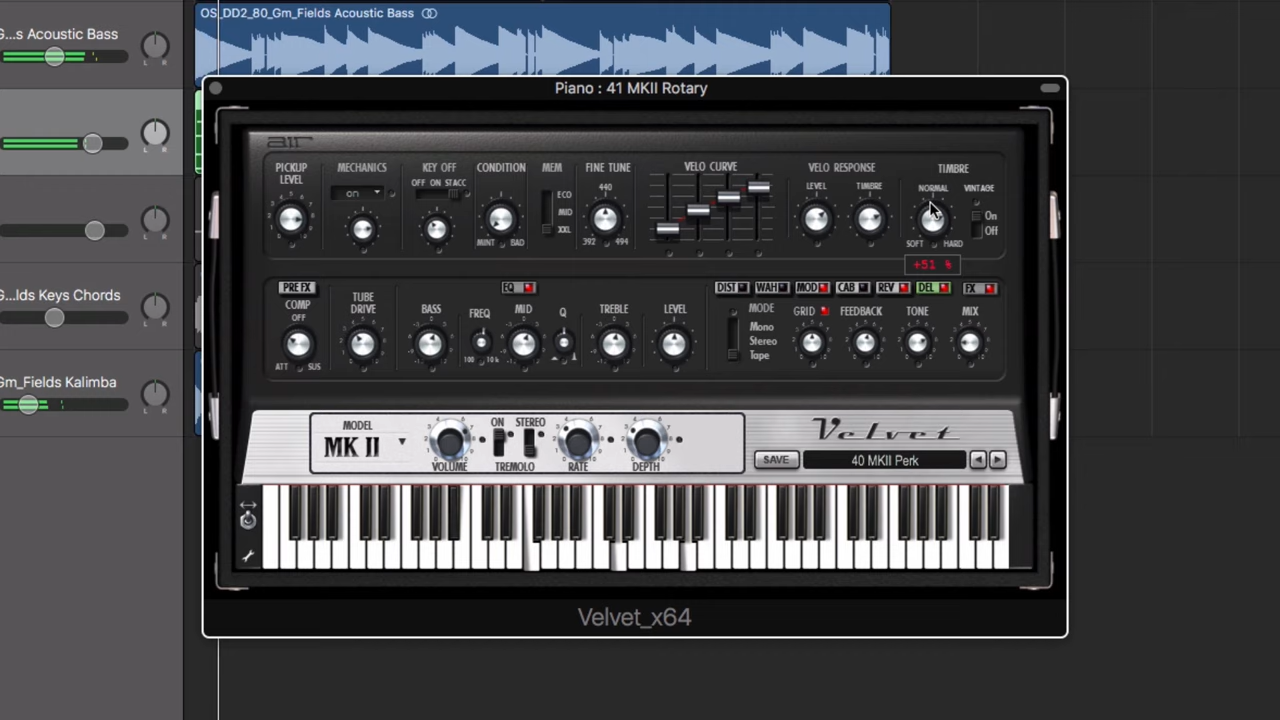 G...s Acoustic Bass
OS_DD2_80_Gm_Fields Acoustic Bass
L R
L R
L R
G...lds Keys Chords
L R
Gm_Fields Kalimba
L R
Piano : 41 MKII Rotary
air
PICKUP LEVEL
MECHANICS
on
KEY OFF
OFF ON STACC
CONDITION
MINT BAD
MEM
ECO
MID
XXL
FINE TUNE
440
392 494
VELO CURVE
VELO RESPONSE
LEVEL TIMBRE
TIMBRE
NORMAL
SOFT HARD
VINTAGE
On
Off
+51 %
PRE FX
COMP
OFF
ATT SUS
TUBE DRIVE
EQ
BASS
FREQ
100 10k
MID
Q
TREBLE
LEVEL
DIST WAH MOD CAB REV DEL FX
MODE
Mono
Stereo
Tape
GRID FEEDBACK TONE MIX
MODEL
MK II
VOLUME
ON STEREO
TREMOLO
RATE
DEPTH
Velvet
SAVE
40 MKII Perk
Velvet_x64